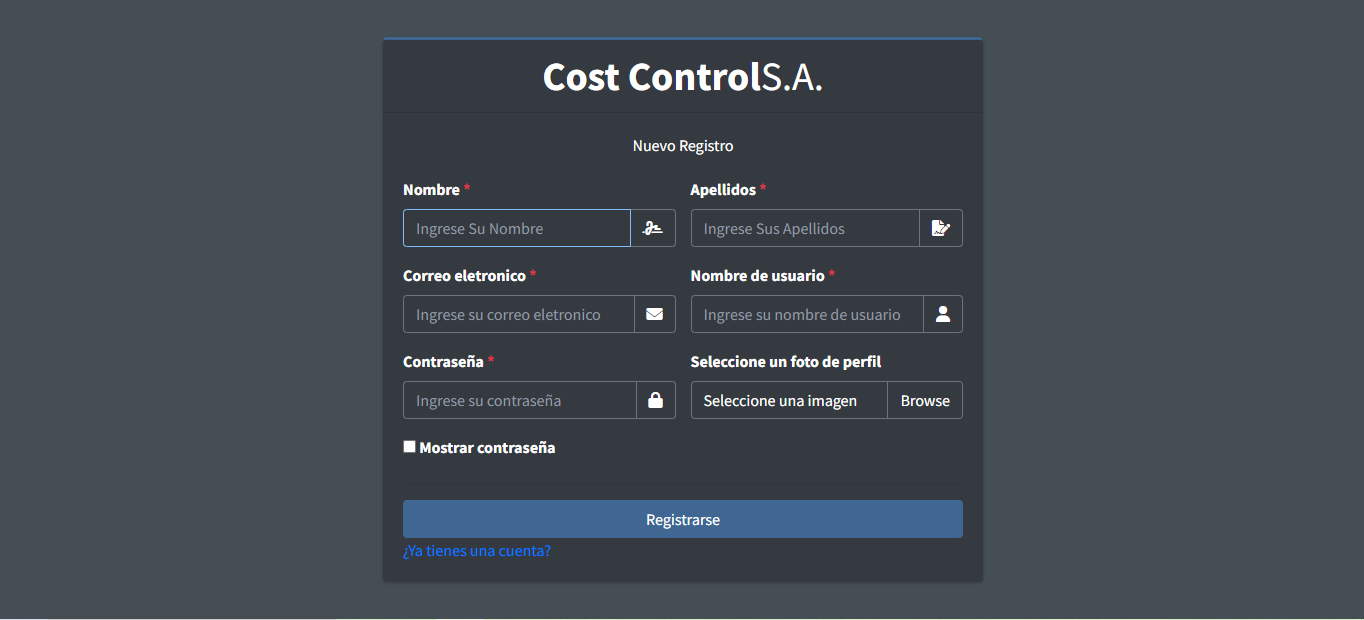 Cost ControlS.A.
Nuevo Registro
Nombre *
Apellidos *
Ingrese Su Nombre
Ingrese Sus Apellidos
Correo eletronico *
Nombre de usuario *
Ingrese su correo eletronico
Ingrese su nombre de usuario
Contraseña *
Seleccione un foto de perfil
Ingrese su contraseña
Seleccione una imagen
Browse
Mostrar contraseña
Registrarse
¿Ya tienes una cuenta?